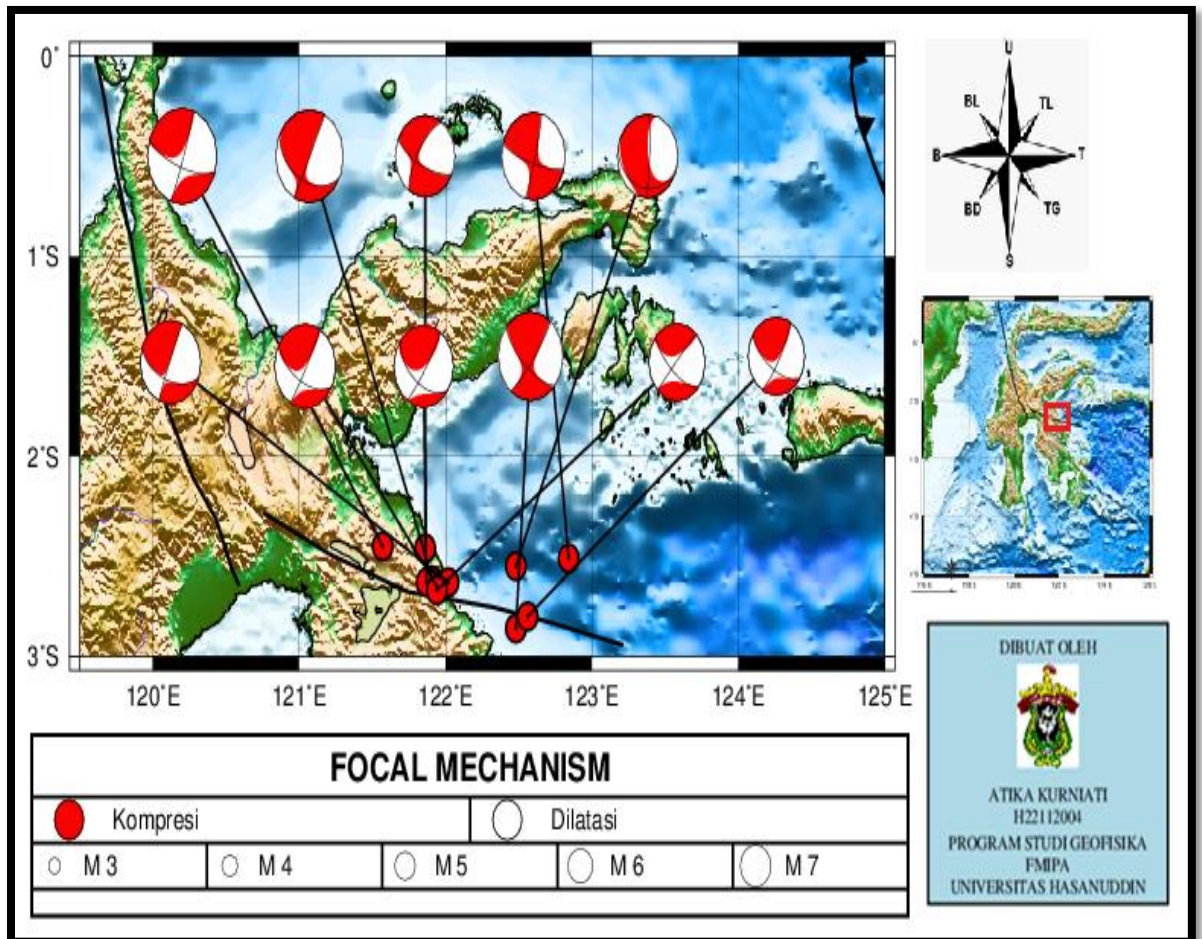 0°
1°S
2°S
3°S
120°E
121°E
122°E
123°E
124°E
125°E
U
BL
TL
B
T
BD
TG
S
FOCAL MECHANISM
Kompresi
Dilatasi
M 3
M 4
M 5
M 6
M 7
DIBUAT OLEH
ATIKA KURNIATI
H22112004
PROGRAM STUDI GEOFISIKA
FMIPA
UNIVERSITAS HASANUDDIN